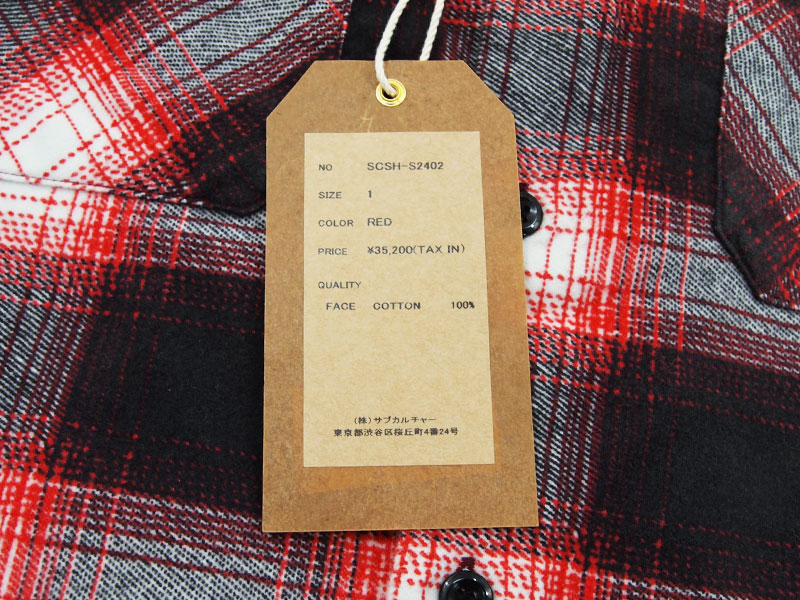 NO SCSH-S2402
SIZE 1
COLOR RED
PRICE ¥35,200(TAX IN)
QUALITY
FACE COTTON 100%
(株)サブカルチャー
東京都渋谷区桜丘町4番24号